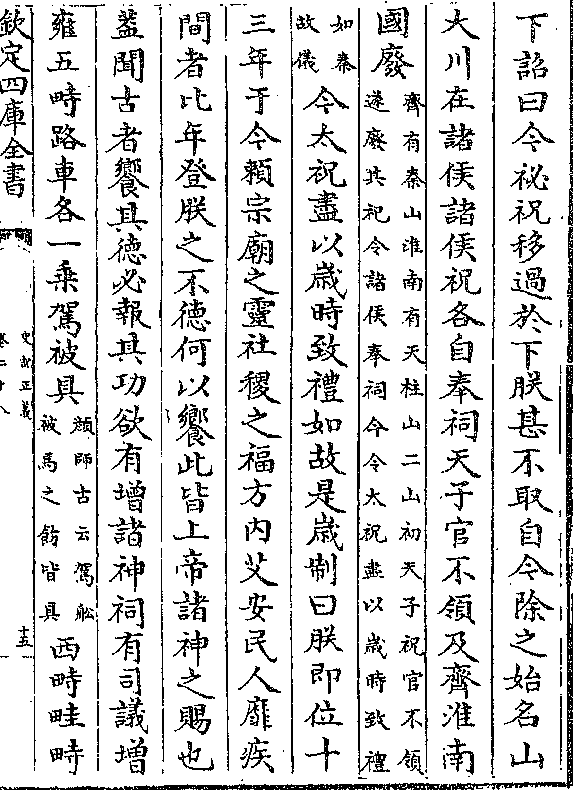 下詔曰今祕祝移過於下朕甚不取自今除之始名山
大川在諸侯諸侯祝各自奉祠天子官不領及齊淮南
國廢齊有泰山淮南有天柱山二山初天子祝官不領
遂廢其祀令諸侯奉祠今令太祝盡以歲時致禮
如秦
故儀令太祝盡以歲時致禮如故是歲制曰朕即位十
三年于今賴宗廟之靈社稷之福方内艾安民人靡疾
間者比年登朕之不德何以饗此皆上帝諸神之賜也
蓋聞古者饗其德必報其功欲有增諸神祠有司議增
雍五畤路車各一乘駕被具顔師古云駕船
被馬之飾皆具西畤畦畤
欽定四庫全書
史記正義
卷二十八
十五